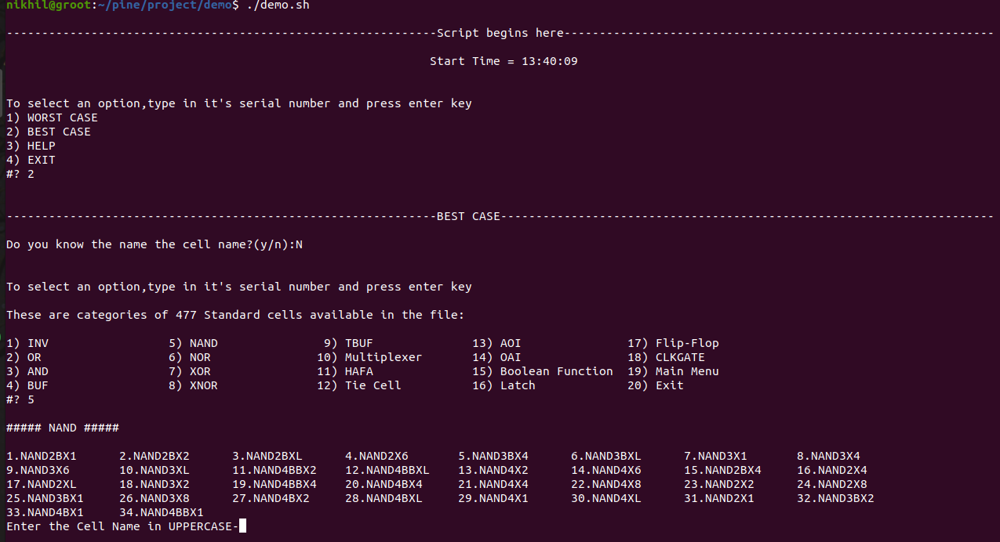 nikhil@groot:~/pine/project/demo$ ./demo.sh
-------------------------------------------------------------Script begins here-------------------------------------------------------------
Start Time = 13:40:09
To select an option,type in it's serial number and press enter key
1) WORST CASE
2) BEST CASE
3) HELP
4) EXIT
#? 2
-------------------------------------------------------------BEST CASE----------------------------------------------------------------------
Do you know the name the cell name?(y/n):N
To select an option,type in it's serial number and press enter key
These are categories of 477 Standard cells available in the file:
1) INV 5) NAND 9) TBUF 13) AOI 17) Flip-Flop
2) OR 6) NOR 10) Multiplexer 14) OAI 18) CLKGATE
3) AND 7) XOR 11) HAFA 15) Boolean Function 19) Main Menu
4) BUF 8) XNOR 12) Tie Cell 16) Latch 20) Exit
#? 5
##### NAND #####
1.NAND2BX1 2.NAND2BX2 3.NAND2BXL 4.NAND2X6 5.NAND3BX4 6.NAND3BXL 7.NAND3X1 8.NAND3X4
9.NAND3X6 10.NAND3XL 11.NAND4BBX2 12.NAND4BBXL 13.NAND4X2 14.NAND4X6 15.NAND2BX4 16.NAND2X4
17.NAND2XL 18.NAND3X2 19.NAND4BBX4 20.NAND4BX4 21.NAND4X4 22.NAND4X8 23.NAND2X2 24.NAND2X8
25.NAND3BX1 26.NAND3X8 27.NAND4BX2 28.NAND4BXL 29.NAND4X1 30.NAND4XL 31.NAND2X1 32.NAND3BX2
33.NAND4BX1 34.NAND4BBX1
Enter the Cell Name in UPPERCASE-